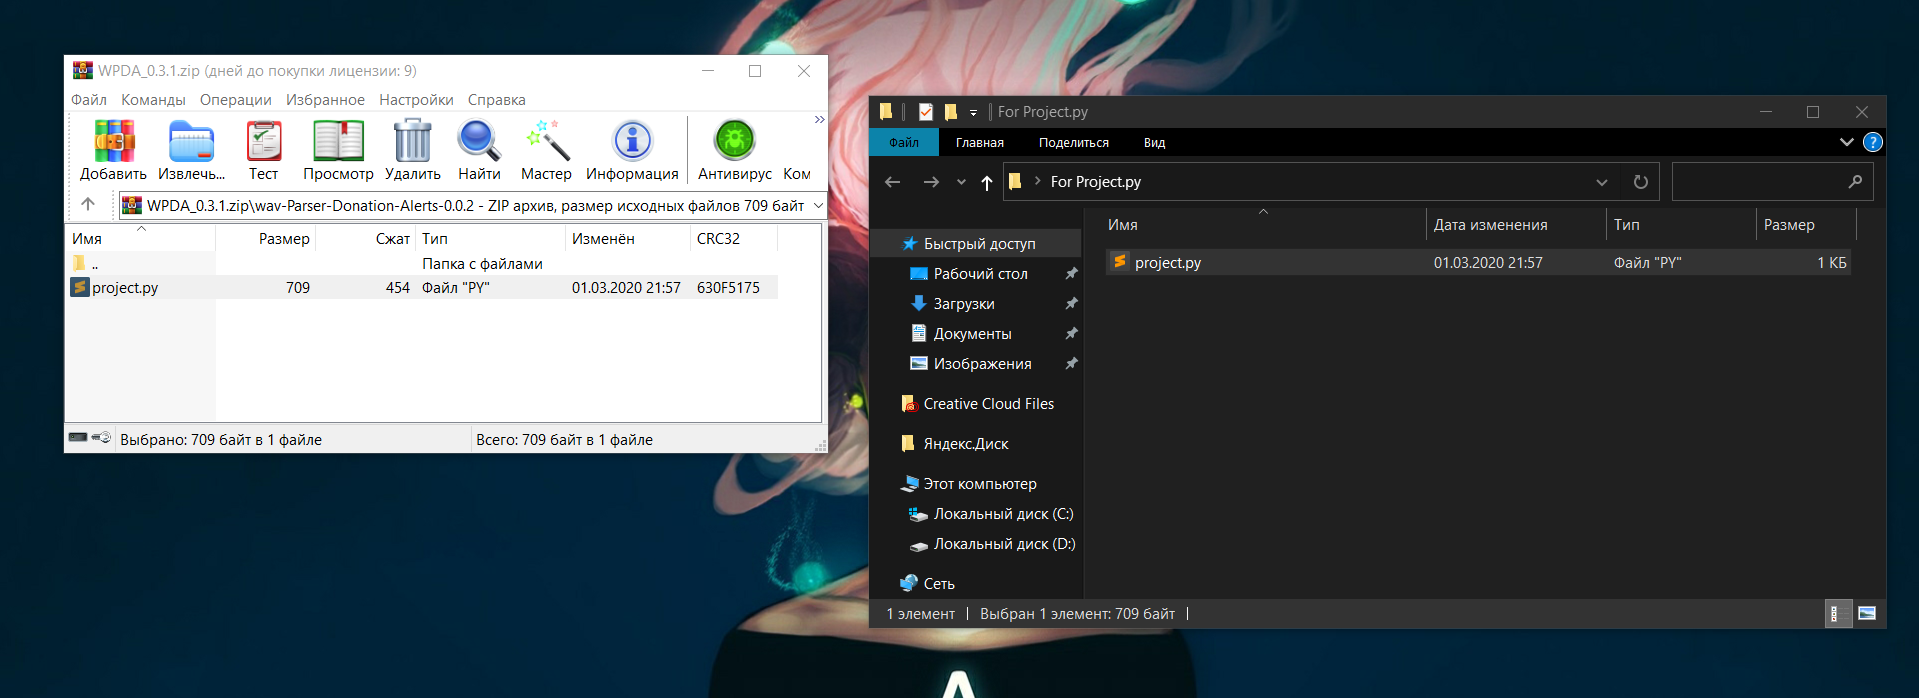 WPDA_0.3.1.zip (дней до покупки лицензии: 9)
Файл Команды Операции Избранное Настройки Справка
Добавить Извлечь... Тест Просмотр Удалить Найти Мастер Информация Антивирус Ком
WPDA_0.3.1.zip\wav-Parser-Donation-Alerts-0.0.2 - ZIP архив, размер исходных файлов 709 байт
Имя Размер Сжат Тип Изменён CRC32
.. Папка с файлами
project.py 709 454 Файл "PY" 01.03.2020 21:57 630F5175
Выбрано: 709 байт в 1 файле Всего: 709 байт в 1 файле
For Project.py
Файл Главная Поделиться Вид
For Project.py
Имя Дата изменения Тип Размер
project.py 01.03.2020 21:57 Файл "PY" 1 КБ
Быстрый доступ
Рабочий стол
Загрузки
Документы
Изображения
Creative Cloud Files
Яндекс.Диск
Этот компьютер
Локальный диск (C:)
Локальный диск (D:)
Сеть
1 элемент Выбран 1 элемент: 709 байт